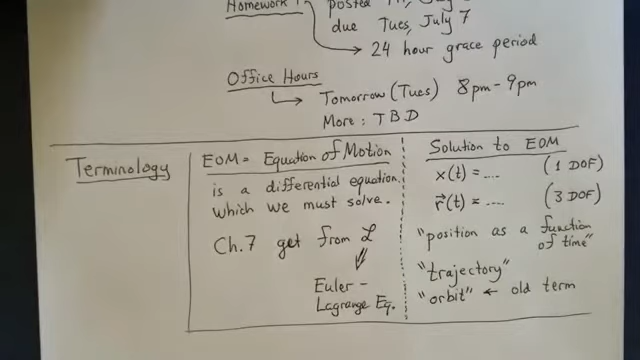 Homework
posted
due Tues, July 7
24 hour grace period
Office Hours
Tomorrow (Tues) 8pm-9pm
More: TBD
Terminology
EOM = Equation of Motion
is a differential equation,
which we must solve.
Ch. 7 get from ℒ
Euler-
Lagrange Eq.
Solution to EOM
x(t) = .... (1 DOF)
r⃗(t) = .... (3 DOF)
"position as a function
of time"
"trajectory"
"orbit" ← old term